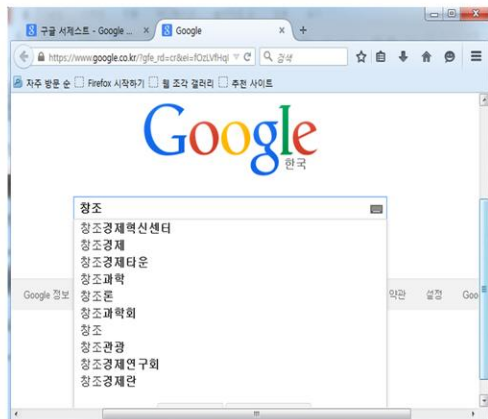 구글 서제스트 - Google ... × Google × +
https://www.google.co.kr/?gfe_rd=cr&ei=fOzLVfHqI 검색
자주 방문 순 Firefox 시작하기 웹 조각 갤러리 추천 사이트
Google
한국
창조
창조경제혁신센터
창조경제
창조경제타운
창조과학
창조론
창조과학회
창조
창조관광
창조경제연구회
창조경제란
Google 정보 약관 설정 Goo